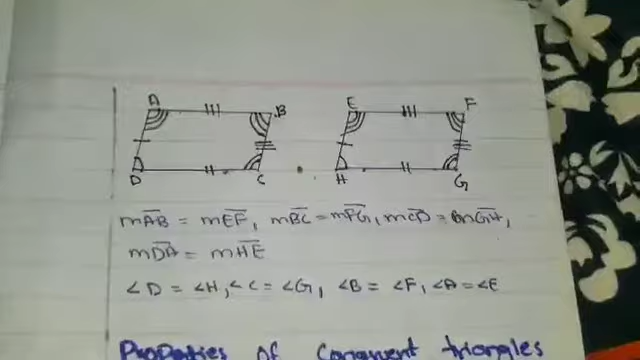 A B E F
D C H G
mAB = mEF, mBC = mFG, mCD = mGH,
mDA = mHE
∠D = ∠H, ∠C = ∠G, ∠B = ∠F, ∠A = ∠E
Properties of congruent triangles